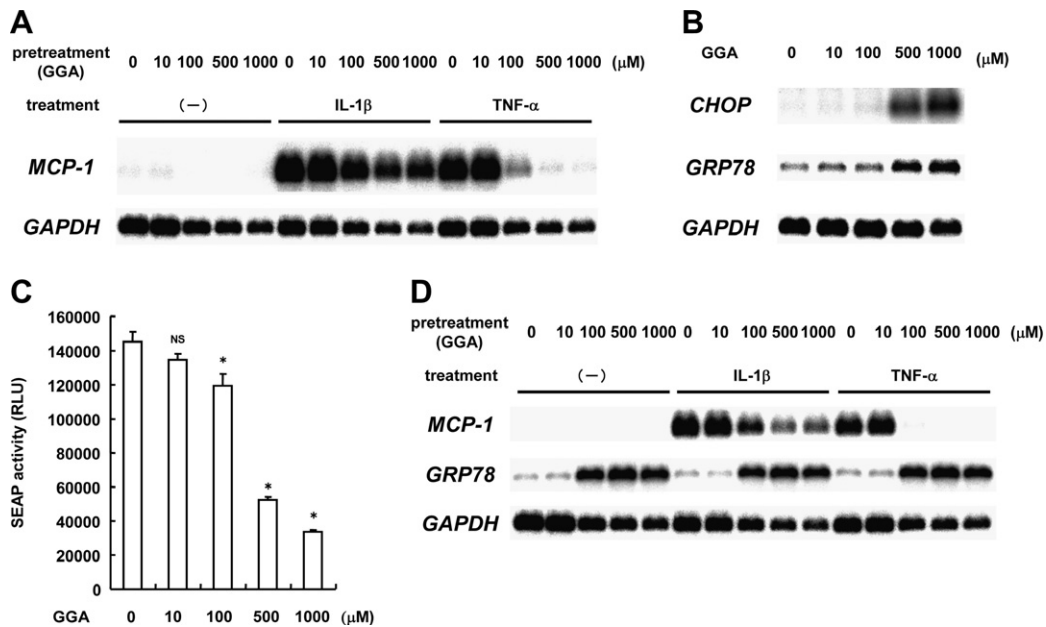 A
pretreatment
(GGA)
0 10 100 500 1000 0 10 100 500 1000 0 10 100 500 1000 (μM)
treatment (−) IL-1β TNF-α
MCP-1
GAPDH
B
GGA 0 10 100 500 1000 (μM)
CHOP
GRP78
GAPDH
C
SEAP activity (RLU)
160000
140000
120000
100000
80000
60000
40000
20000
0
NS
*
*
*
GGA 0 10 100 500 1000 (μM)
D
pretreatment
(GGA)
0 10 100 500 1000 0 10 100 500 1000 0 10 100 500 1000 (μM)
treatment (−) IL-1β TNF-α
MCP-1
GRP78
GAPDH